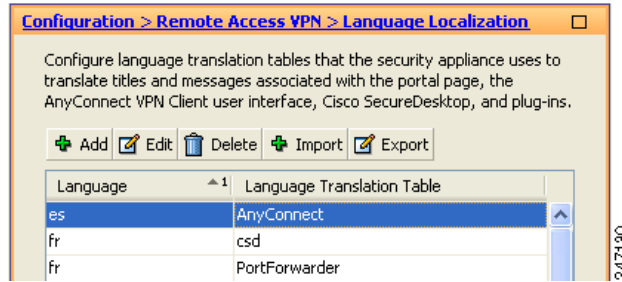 Configuration > Remote Access VPN > Language Localization
Configure language translation tables that the security appliance uses to
translate titles and messages associated with the portal page, the
AnyConnect VPN Client user interface, Cisco SecureDesktop, and plug-ins.
Add Edit Delete Import Export
Language 1 Language Translation Table
es AnyConnect
fr csd
fr PortForwarder